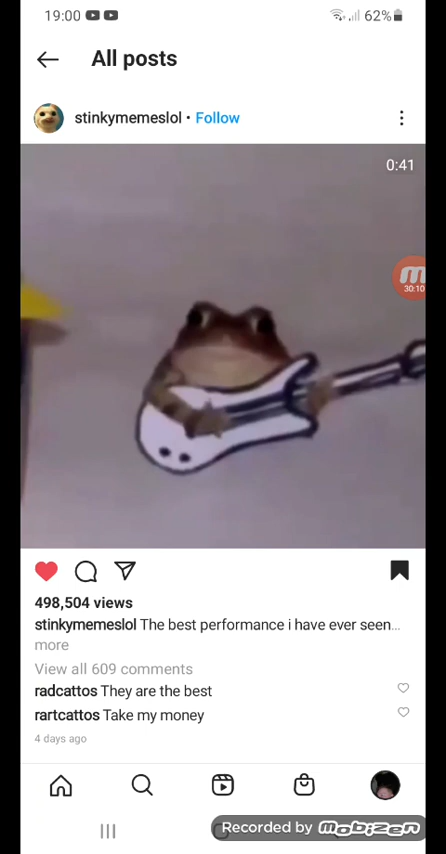 19:00 62%
All posts
stinkymemeslol • Follow
0:41
30:10
498,504 views
stinkymemeslol The best performance i have ever seen...
more
View all 609 comments
radcattos They are the best
rartcattos Take my money
4 days ago
Recorded by mobizen